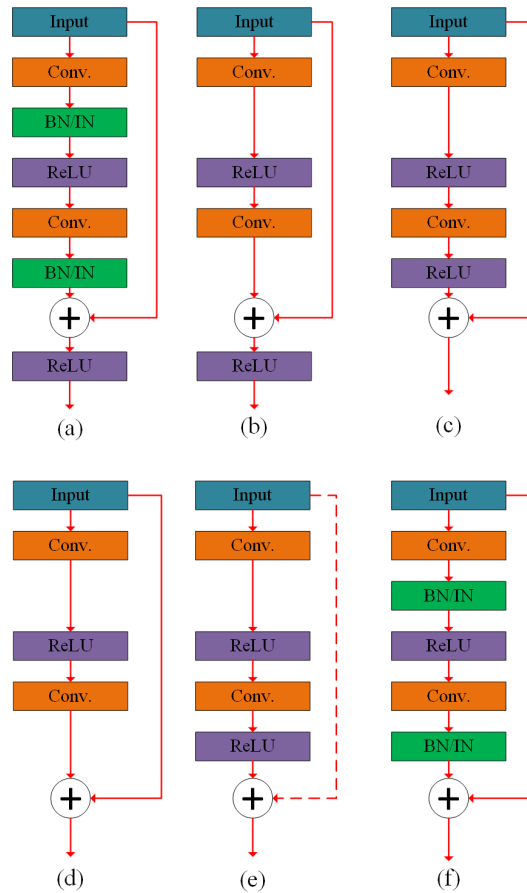 Input
Conv.
BN/IN
ReLU
Conv.
BN/IN
+
ReLU
(a)
Input
Conv.
ReLU
Conv.
+
ReLU
(b)
Input
Conv.
ReLU
Conv.
ReLU
+
(c)
Input
Conv.
ReLU
Conv.
+
(d)
Input
Conv.
ReLU
Conv.
ReLU
+
(e)
Input
Conv.
BN/IN
ReLU
Conv.
BN/IN
+
(f)